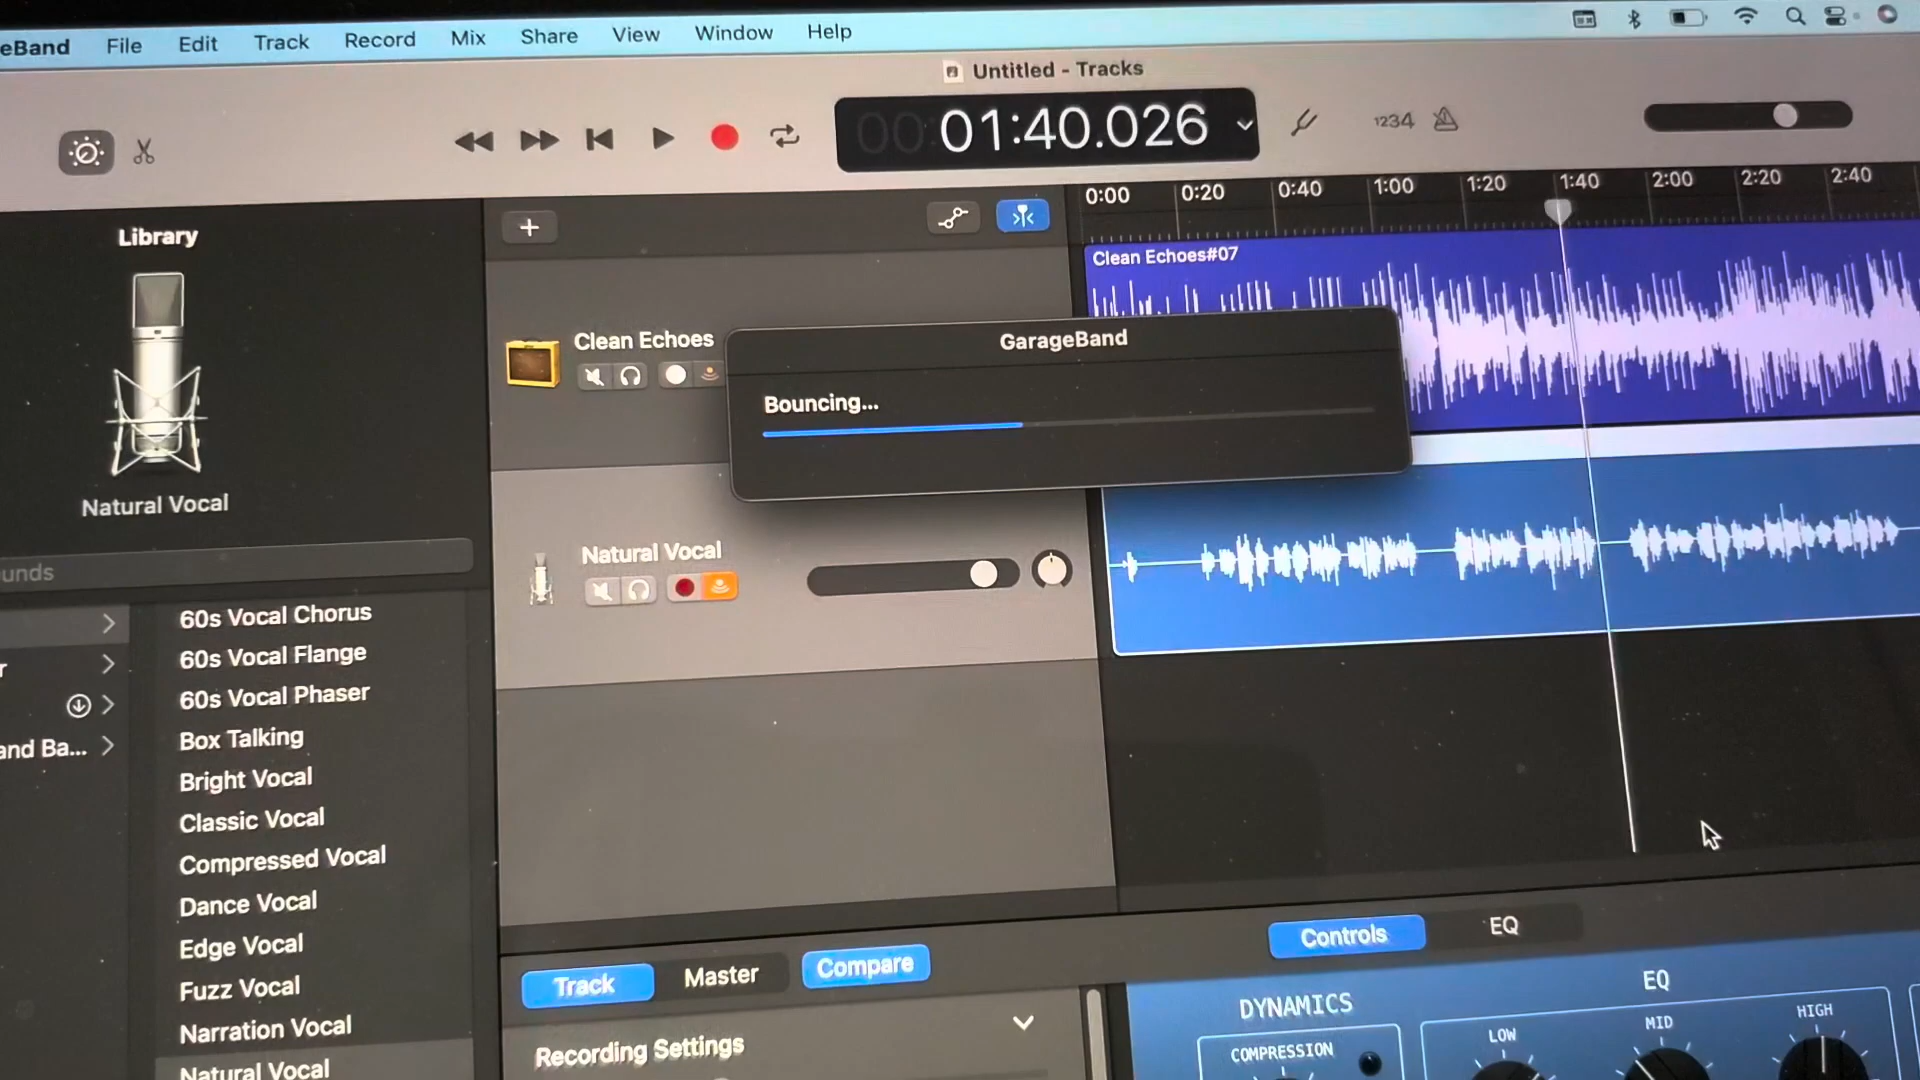 eBand File Edit Track Record Mix Share View Window Help
Untitled - Tracks
01:40.026
1234
0:00 0:20 0:40 1:00 1:20 1:40 2:00 2:20 2:40
Library
Natural Vocal
unds
and Ba...
60s Vocal Chorus
60s Vocal Flange
60s Vocal Phaser
Box Talking
Bright Vocal
Classic Vocal
Compressed Vocal
Dance Vocal
Edge Vocal
Fuzz Vocal
Narration Vocal
Natural Vocal
Clean Echoes#07
Clean Echoes
GarageBand
Bouncing...
Natural Vocal
Track Master Compare
Controls EQ
Recording Settings
DYNAMICS
COMPRESSION
EQ
LOW MID HIGH